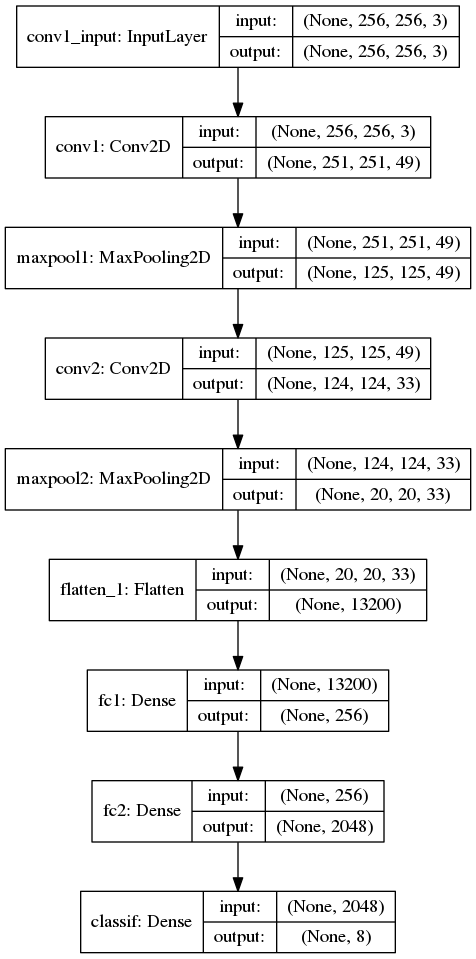 conv1_input: InputLayer
input: (None, 256, 256, 3)
output: (None, 256, 256, 3)
conv1: Conv2D
input: (None, 256, 256, 3)
output: (None, 251, 251, 49)
maxpool1: MaxPooling2D
input: (None, 251, 251, 49)
output: (None, 125, 125, 49)
conv2: Conv2D
input: (None, 125, 125, 49)
output: (None, 124, 124, 33)
maxpool2: MaxPooling2D
input: (None, 124, 124, 33)
output: (None, 20, 20, 33)
flatten_1: Flatten
input: (None, 20, 20, 33)
output: (None, 13200)
fc1: Dense
input: (None, 13200)
output: (None, 256)
fc2: Dense
input: (None, 256)
output: (None, 2048)
classif: Dense
input: (None, 2048)
output: (None, 8)